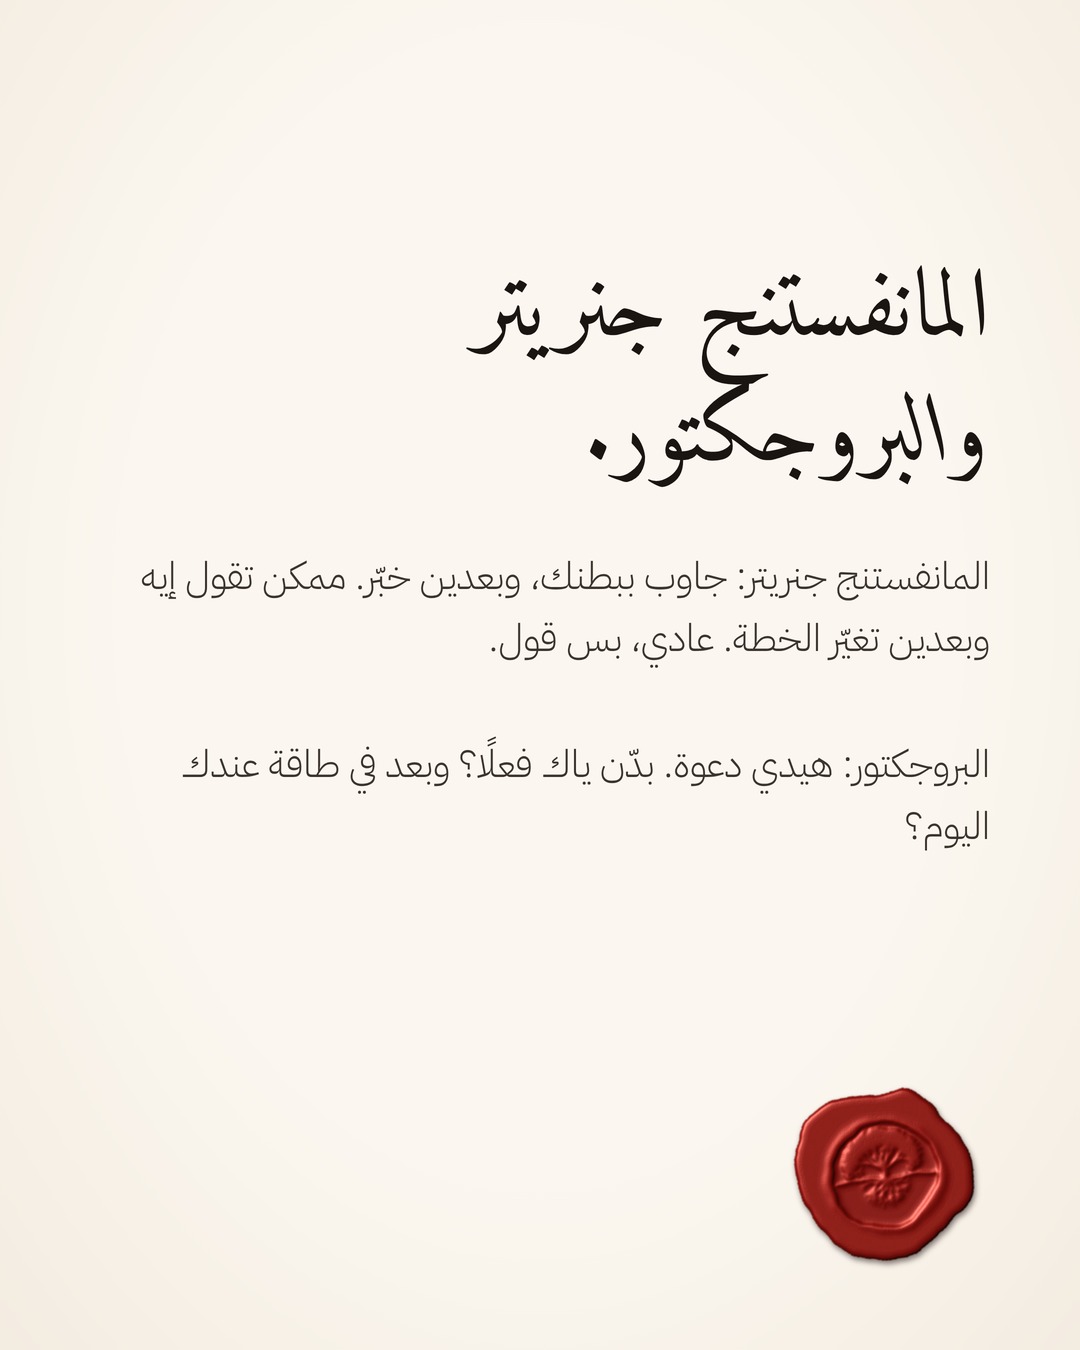 المانفستنج جنريتر
والبروجكتور.
المانفستنج جنريتر: جاوب ببطنك، وبعدين خبّر. ممكن تقول إيه
وبعدين تغيّر الخطة. عادي، بس قول.
البروجكتور: هيدي دعوة. بدّن ياك فعلًا؟ وبعد في طاقة عندك
اليوم؟